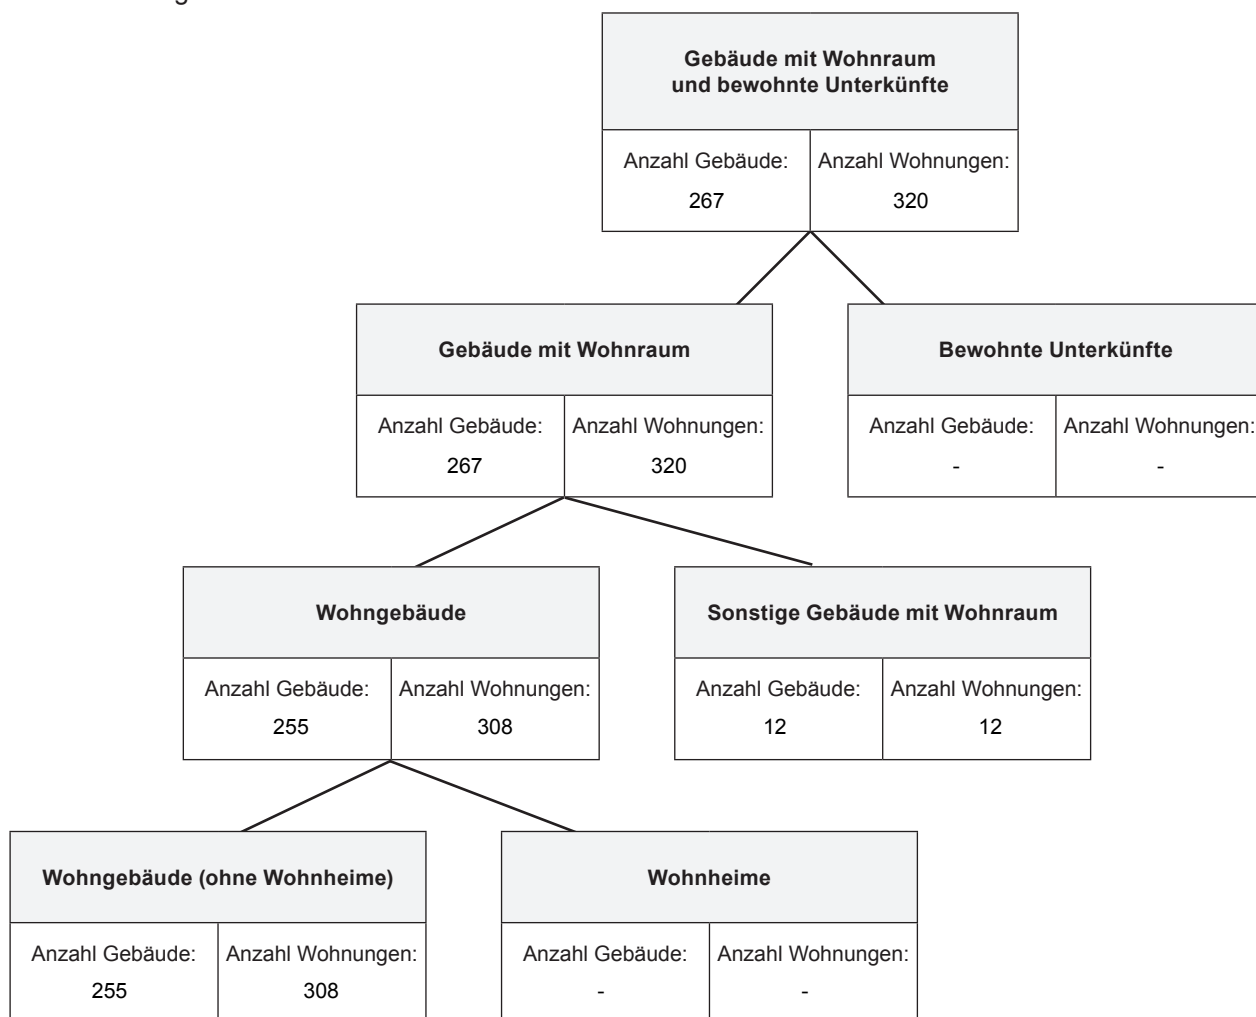 Gebäude mit Wohnraum
und bewohnte Unterkünfte
Anzahl Gebäude: Anzahl Wohnungen:
267 320
Gebäude mit Wohnraum
Anzahl Gebäude: Anzahl Wohnungen:
267 320
Bewohnte Unterkünfte
Anzahl Gebäude: Anzahl Wohnungen:
- -
Wohngebäude
Anzahl Gebäude: Anzahl Wohnungen:
255 308
Sonstige Gebäude mit Wohnraum
Anzahl Gebäude: Anzahl Wohnungen:
12 12
Wohngebäude (ohne Wohnheime)
Anzahl Gebäude: Anzahl Wohnungen:
255 308
Wohnheime
Anzahl Gebäude: Anzahl Wohnungen:
- -